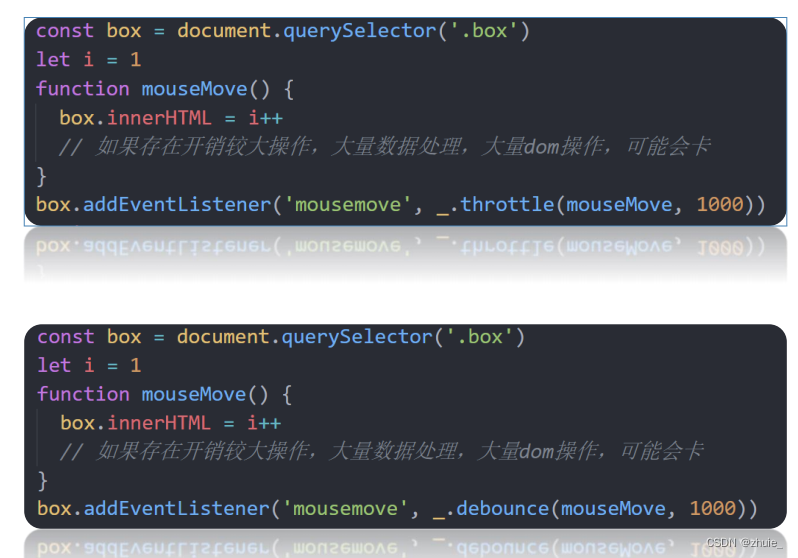 const box = document.querySelector('.box')
let i = 1
function mouseMove() {
  box.innerHTML = i++
  // 如果存在开销较大操作，大量数据处理，大量dom操作，可能会卡
}
box.addEventListener('mousemove', _.throttle(mouseMove, 1000))
const box = document.querySelector('.box')
let i = 1
function mouseMove() {
  box.innerHTML = i++
  // 如果存在开销较大操作，大量数据处理，大量dom操作，可能会卡
}
box.addEventListener('mousemove', _.debounce(mouseMove, 1000))
CSDN @zhuie_